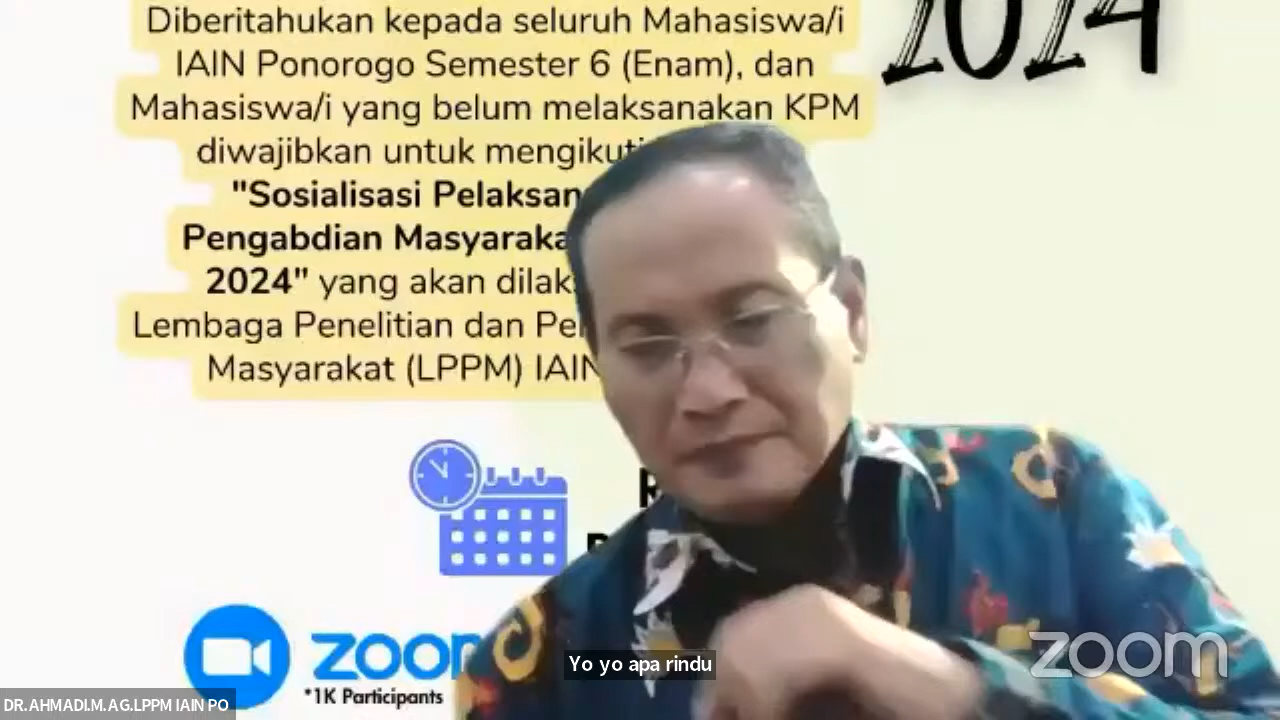 Diberitahukan kepada seluruh Mahasiswa/i
2024
IAIN Ponorogo Semester 6 (Enam), dan
Mahasiswa/i yang belum melaksanakan KPM
diwajibkan untuk mengikuti
"Sosialisasi Pelaksan
Pengabdian Masyaraka
2024" yang akan dilaks
Lembaga Penelitian dan Pe
Masyarakat (LPPM) IAIN
zoom
*1K Participants
Yo yo apa rindu
zoom
DR.AHMADI.M.AG.LPPM IAIN PO